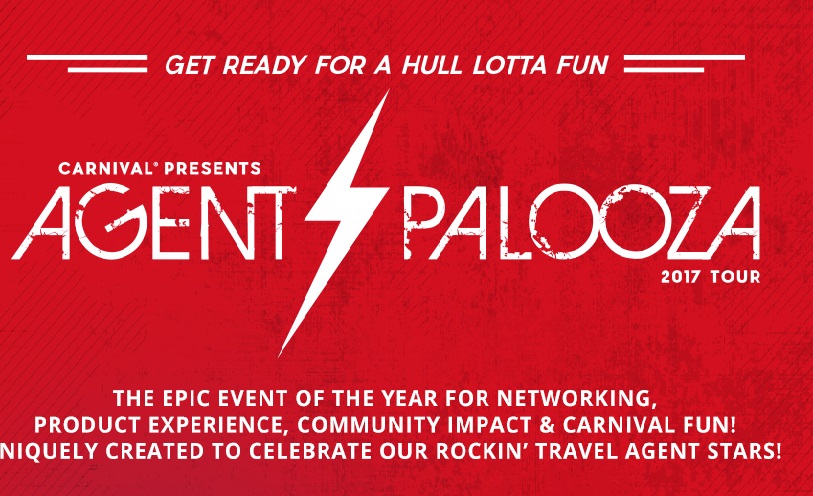 GET READY FOR A HULL LOTTA FUN
CARNIVAL® PRESENTS
AGENT PALOOZA
2017 TOUR
THE EPIC EVENT OF THE YEAR FOR NETWORKING,
PRODUCT EXPERIENCE, COMMUNITY IMPACT & CARNIVAL FUN!
NIQUELY CREATED TO CELEBRATE OUR ROCKIN’ TRAVEL AGENT STARS!